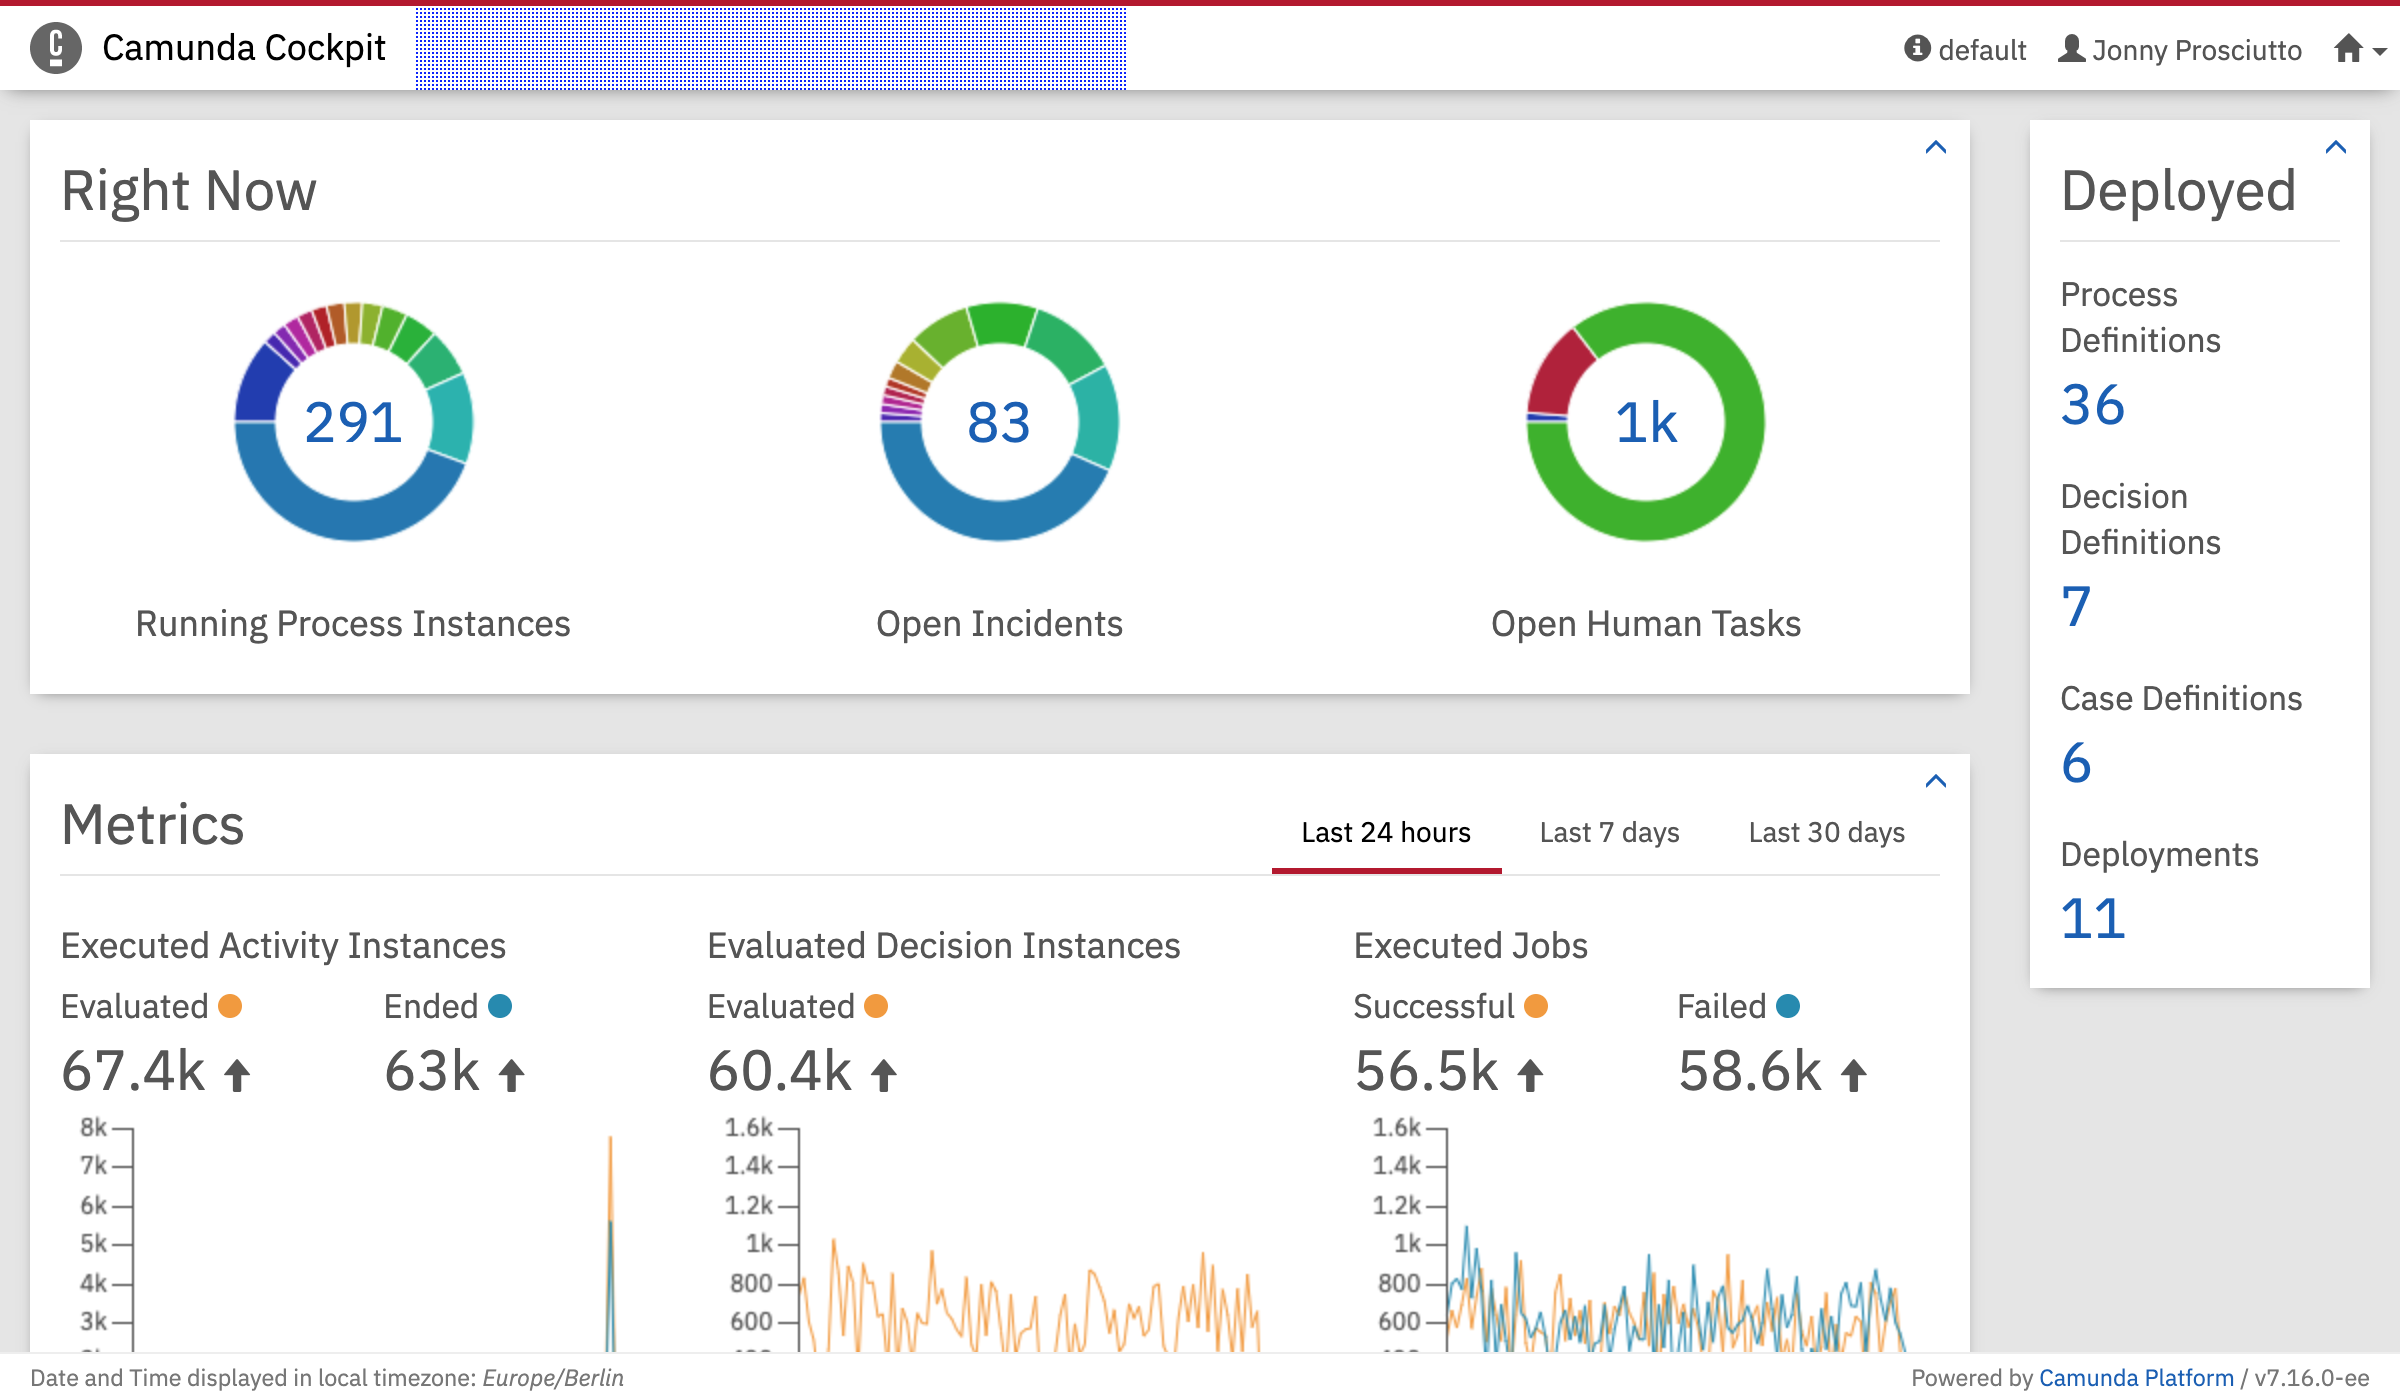 Camunda Cockpit
default Jonny Prosciutto
Right Now
291
83
1k
Running Process Instances
Open Incidents
Open Human Tasks
Deployed
Process
Definitions
36
Decision
Definitions
7
Case Definitions
6
Deployments
11
Metrics
Last 24 hours Last 7 days Last 30 days
Executed Activity Instances
Evaluated Ended
67.4k 63k
8k
7k
6k
5k
4k
3k
Evaluated Decision Instances
Evaluated
60.4k
1.6k
1.4k
1.2k
1k
800
600
Executed Jobs
Successful Failed
56.5k 58.6k
1.6k
1.4k
1.2k
1k
800
600
Date and Time displayed in local timezone: Europe/Berlin
Powered by Camunda Platform / v7.16.0-ee